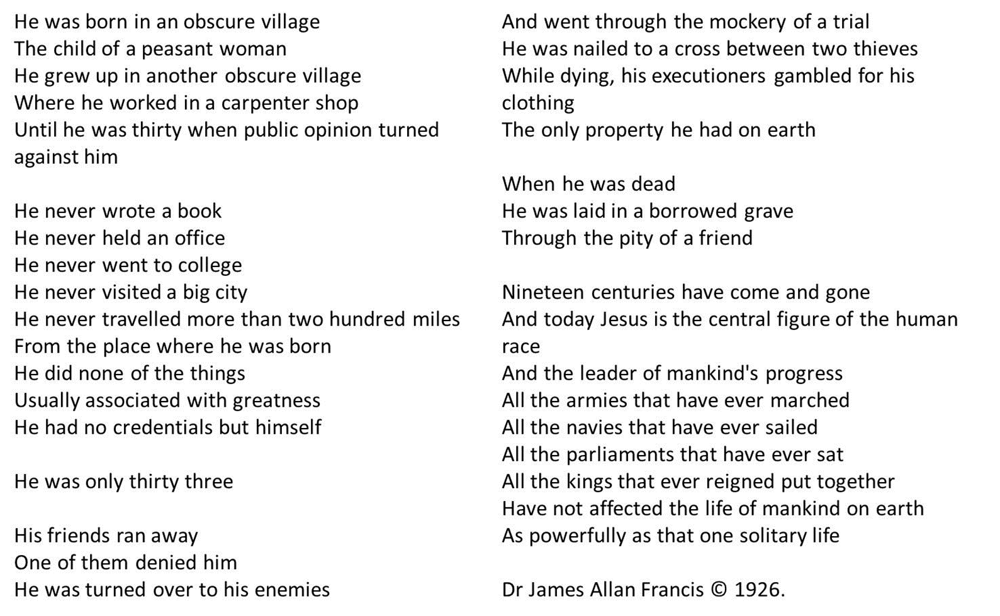 He was born in an obscure village
The child of a peasant woman
He grew up in another obscure village
Where he worked in a carpenter shop
Until he was thirty when public opinion turned
against him
He never wrote a book
He never held an office
He never went to college
He never visited a big city
He never travelled more than two hundred miles
From the place where he was born
He did none of the things
Usually associated with greatness
He had no credentials but himself
He was only thirty three
His friends ran away
One of them denied him
He was turned over to his enemies
And went through the mockery of a trial
He was nailed to a cross between two thieves
While dying, his executioners gambled for his
clothing
The only property he had on earth
When he was dead
He was laid in a borrowed grave
Through the pity of a friend
Nineteen centuries have come and gone
And today Jesus is the central figure of the human
race
And the leader of mankind's progress
All the armies that have ever marched
All the navies that have ever sailed
All the parliaments that have ever sat
All the kings that ever reigned put together
Have not affected the life of mankind on earth
As powerfully as that one solitary life
Dr James Allan Francis © 1926.